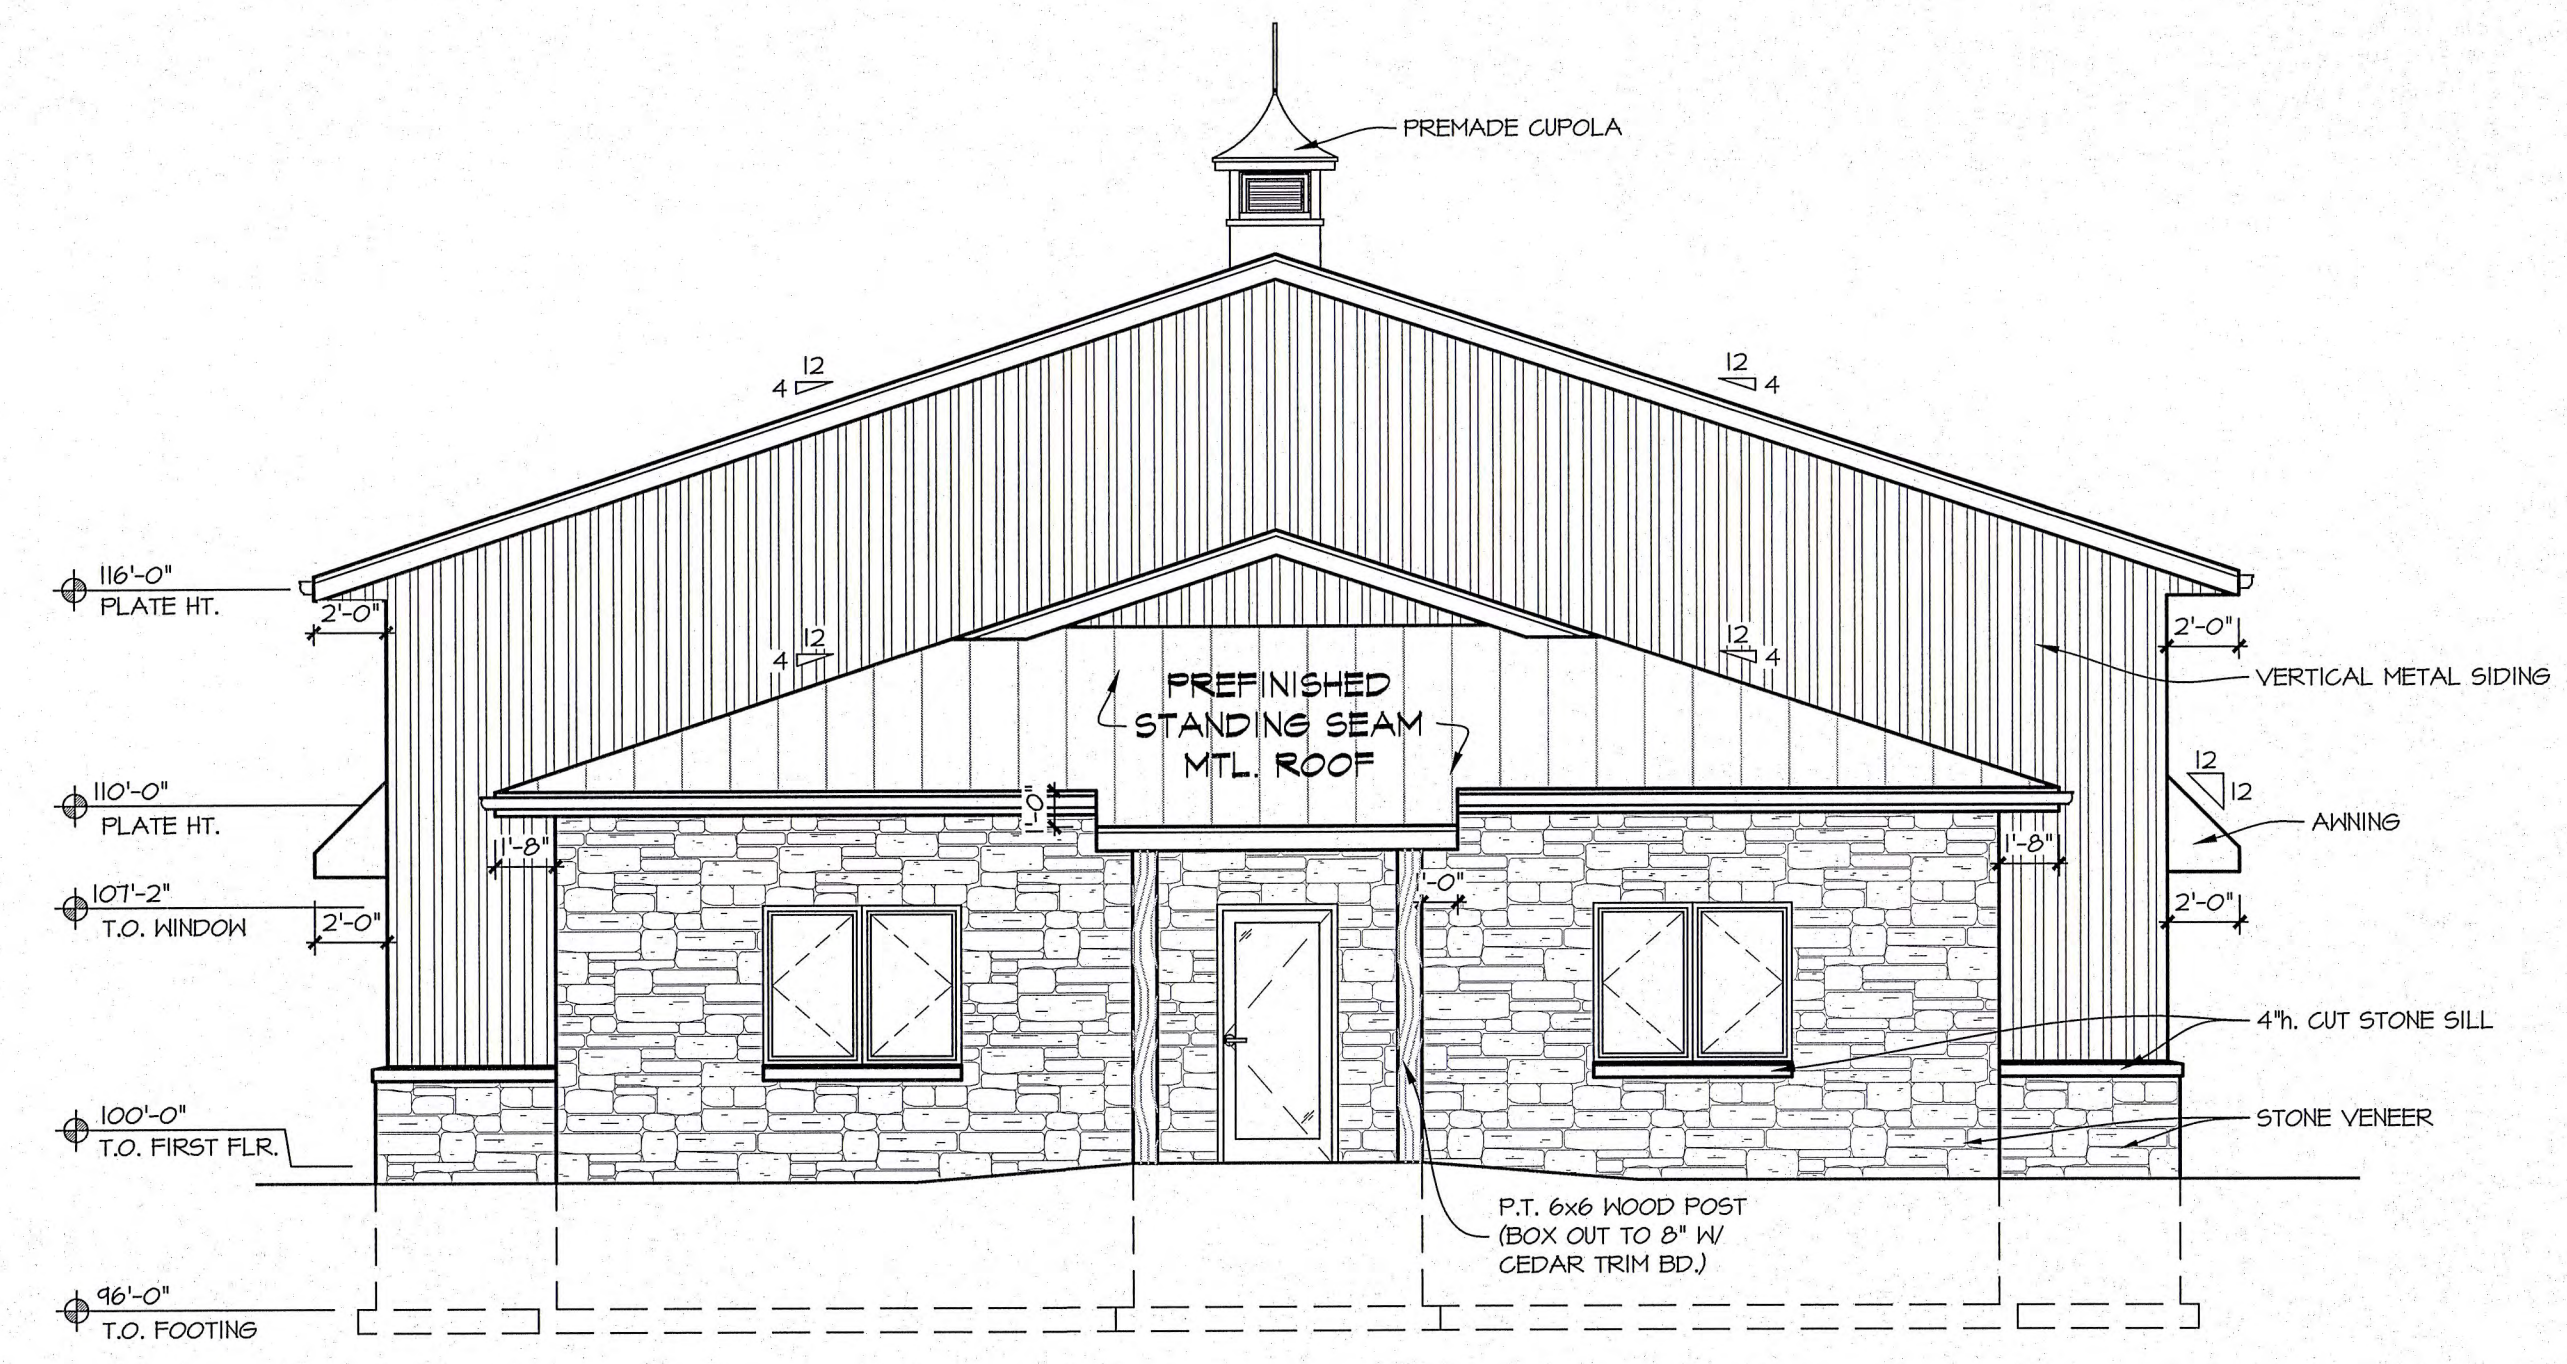 PREMADE CUPOLA
12
4
12
4
116'-0"
PLATE HT.
2'-0"
2'-0"
12
4
12
4
VERTICAL METAL SIDING
PREFINISHED
STANDING SEAM
MTL. ROOF
110'-0"
PLATE HT.
1'-0"
12
12
AWNING
1'-8"
1'-8"
107'-2"
T.O. WINDOW
2'-0"
'-0"
2'-0"
4"h. CUT STONE SILL
100'-0"
T.O. FIRST FLR.
STONE VENEER
P.T. 6x6 WOOD POST
(BOX OUT TO 8" W/
CEDAR TRIM BD.)
96'-0"
T.O. FOOTING